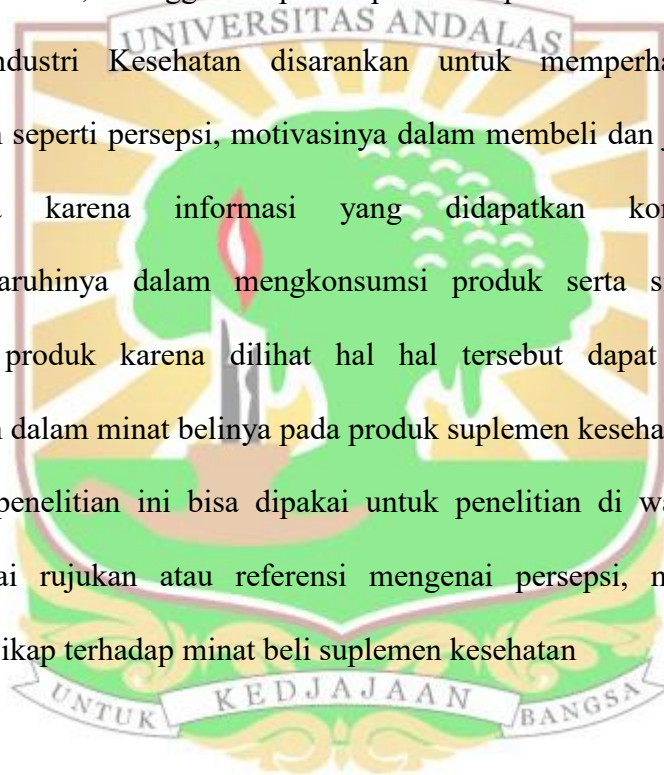 UNIVERSITAS ANDALAS
ndustri Kesehatan disarankan untuk memperha
seperti persepsi, motivasinya dalam membeli dan
karena informasi yang didapatkan kor
aruhinya dalam mengkonsumsi produk serta s
produk karena dilihat hal hal tersebut dapat
dalam minat belinya pada produk suplemen keseha
penelitian ini bisa dipakai untuk penelitian di wa
ai rujukan atau referensi mengenai persepsi,
ikap terhadap minat beli suplemen kesehatan
UNTUK KEDJAJAAN BANGSA